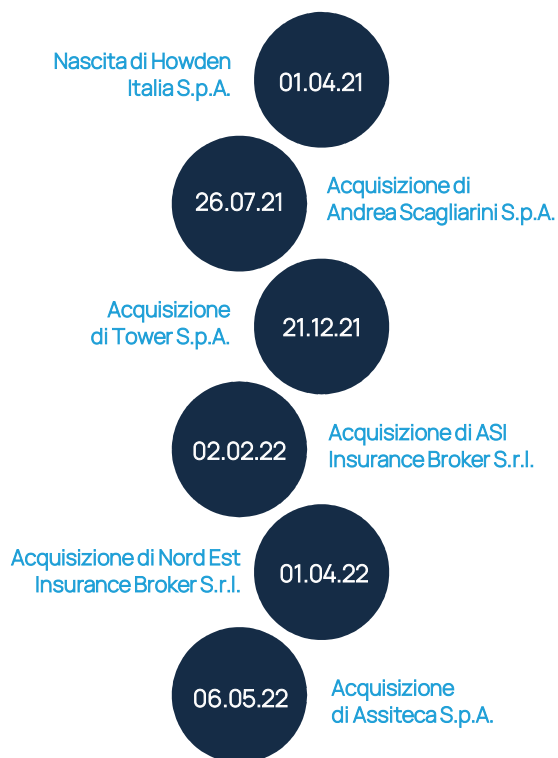 Nascita di Howden
Italia S.p.A.
01.04.21
26.07.21
Acquisizione di
Andrea Scagliarini S.p.A.
Acquisizione
di Tower S.p.A.
21.12.21
02.02.22
Acquisizione di ASI
Insurance Broker S.r.l.
Acquisizione di Nord Est
Insurance Broker S.r.l.
01.04.22
06.05.22
Acquisizione
di Assiteca S.p.A.